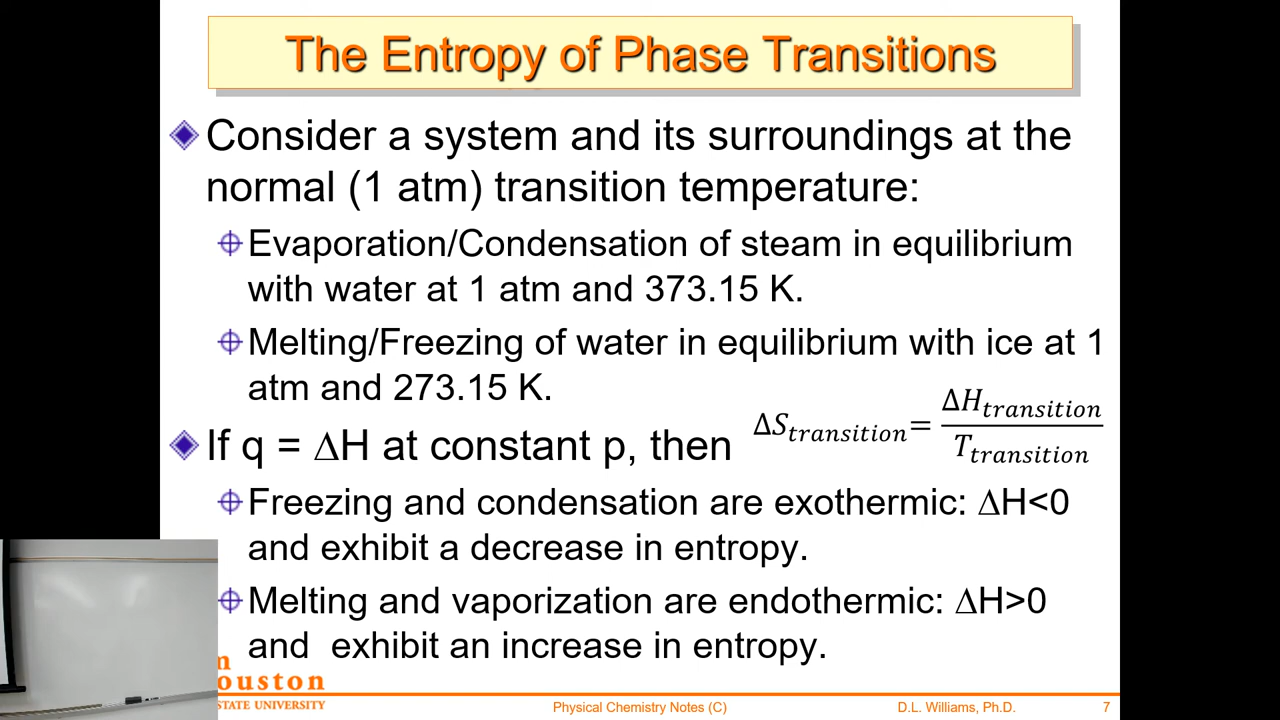 The Entropy of Phase Transitions
Consider a system and its surroundings at the
normal (1 atm) transition temperature:
Evaporation/Condensation of steam in equilibrium
with water at 1 atm and 373.15 K.
Melting/Freezing of water in equilibrium with ice at 1
atm and 273.15 K.
If q = ΔH at constant p, then ΔS_transition = ΔH_transition / T_transition
Freezing and condensation are exothermic: ΔH<0
and exhibit a decrease in entropy.
Melting and vaporization are endothermic: ΔH>0
and exhibit an increase in entropy.
ouston
STATE UNIVERSITY
Physical Chemistry Notes (C)
D.L. Williams, Ph.D.
7